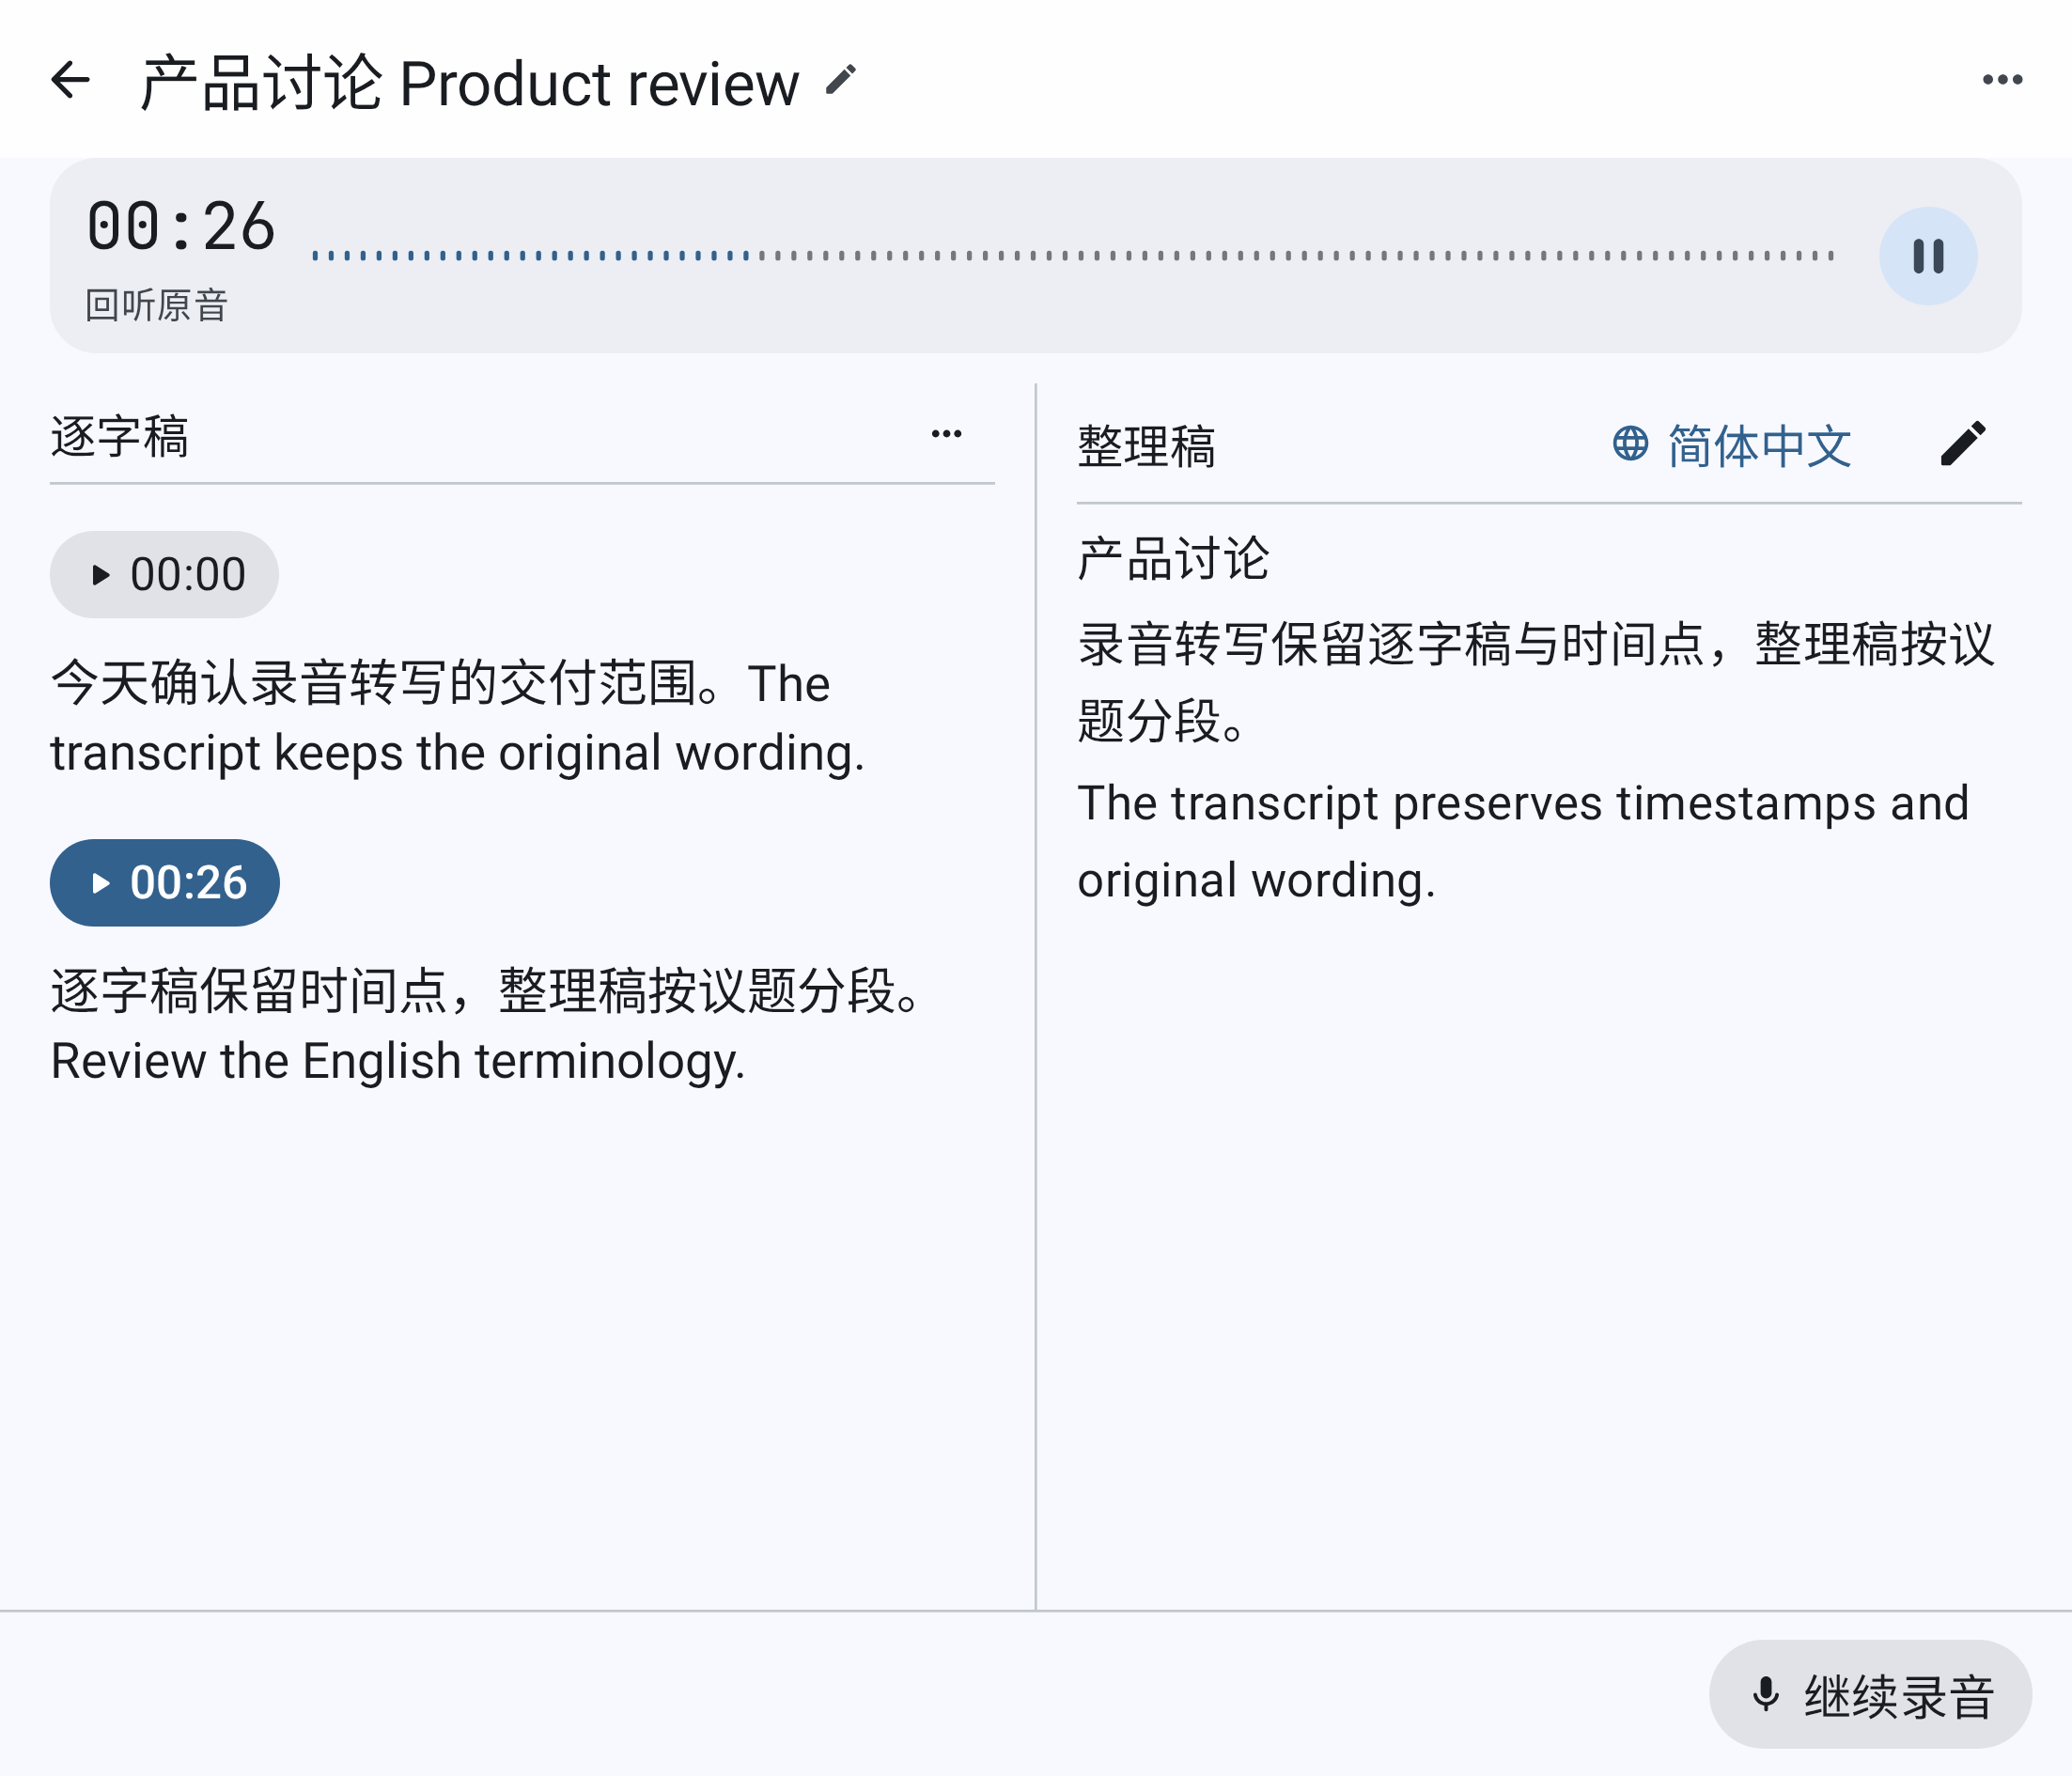 产品讨论 Product review
00:26
回听原音
逐字稿
00:00
今天确认录音转写的交付范围。The
transcript keeps the original wording.
00:26
逐字稿保留时间点，整理稿按议题分段。
Review the English terminology.
整理稿
简体中文
产品讨论
录音转写保留逐字稿与时间点，整理稿按议
题分段。
The transcript preserves timestamps and
original wording.
继续录音